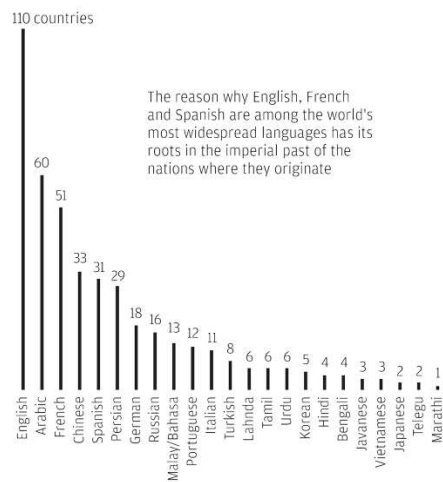 110 countries
The reason why English, French
and Spanish are among the world's
most widespread languages has its
roots in the imperial past of the
nations where they originate
60
51
33
31
29
18
16
13
12
11
8
6
6
6
5
4
4
3
3
2
2
1
English
Arabic
French
Chinese
Spanish
Persian
German
Russian
Malay/Bahasa
Portuguese
Italian
Turkish
Lahnda
Tamil
Urdu
Korean
Hindi
Bengali
Javanese
Vietnamese
Japanese
Telegu
Marathi